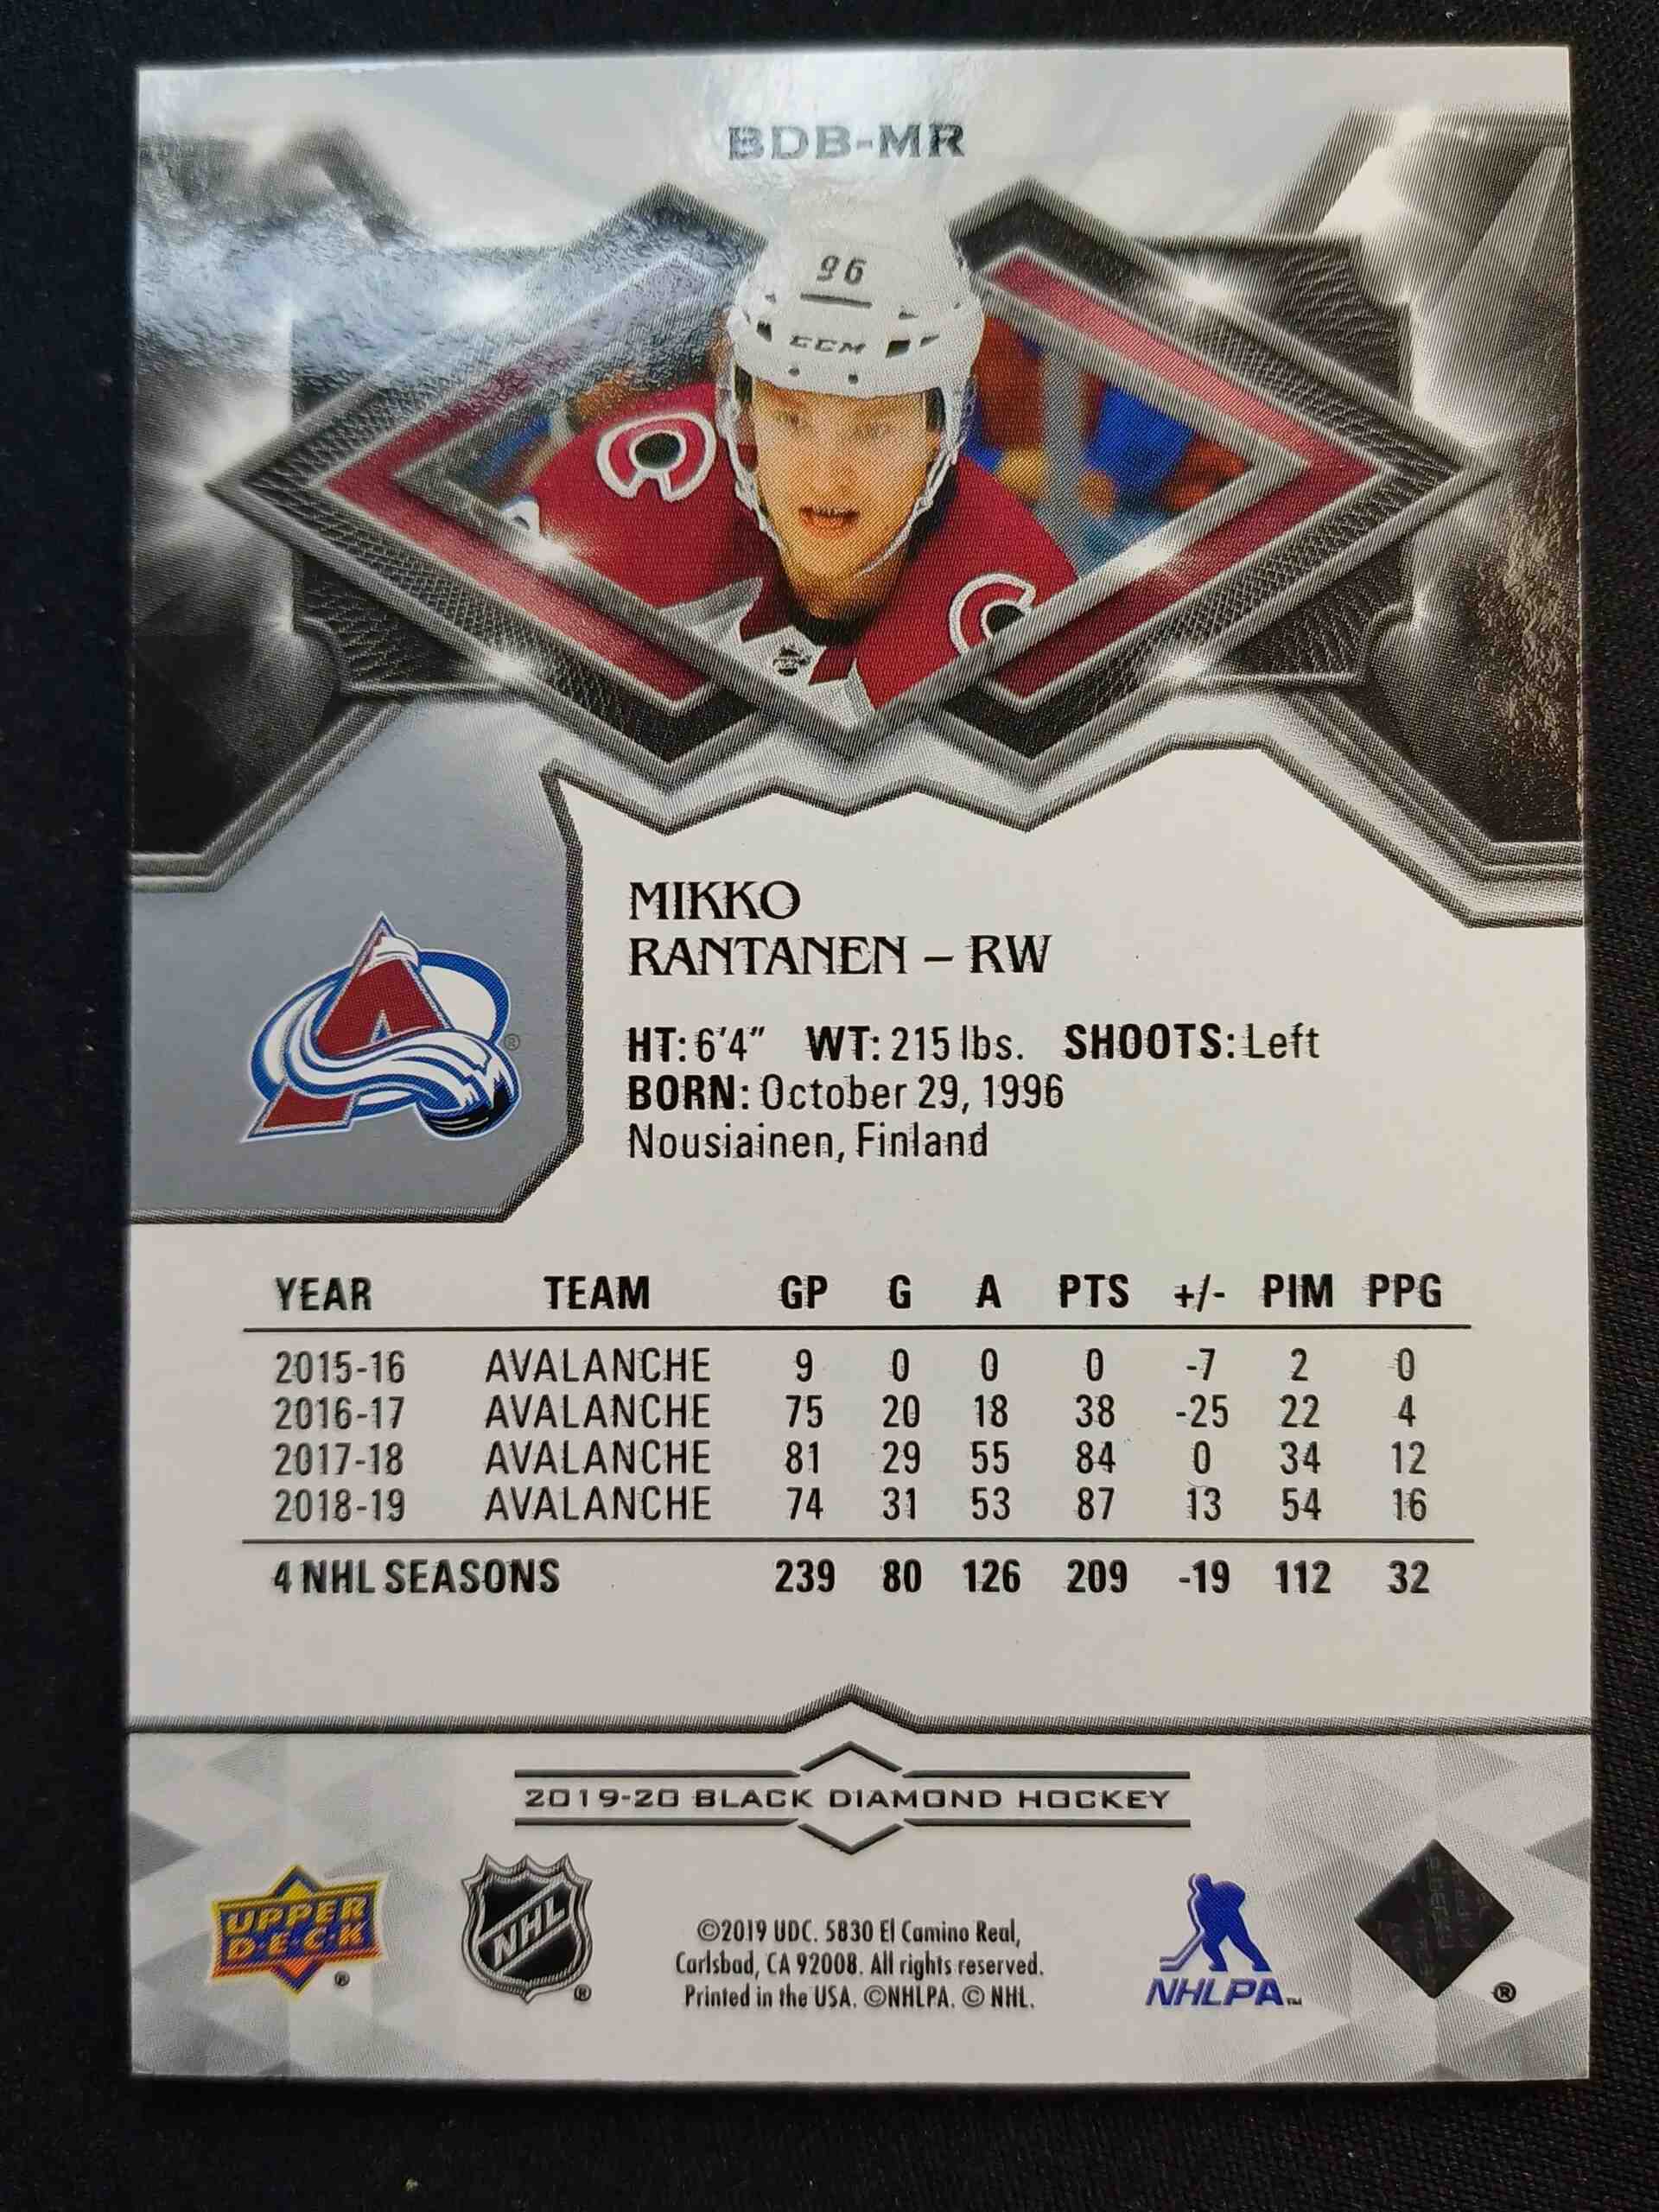 BDB-MR
96
CCM
MIKKO
RANTANEN – RW
HT: 6'4" WT: 215 lbs. SHOOTS: Left
BORN: October 29, 1996
Nousiainen, Finland
YEAR TEAM GP G A PTS +/- PIM PPG
2015-16 AVALANCHE 9 0 0 0 -7 2 0
2016-17 AVALANCHE 75 20 18 38 -25 22 4
2017-18 AVALANCHE 81 29 55 84 0 34 12
2018-19 AVALANCHE 74 31 53 87 13 54 16
4 NHL SEASONS 239 80 126 209 -19 112 32
2019-20 BLACK DIAMOND HOCKEY
UPPER
DECK
®
NHL
®
©2019 UDC. 5830 El Camino Real,
Carlsbad, CA 92008. All rights reserved.
Printed in the USA. ©NHLPA. © NHL.
NHLPA™
®